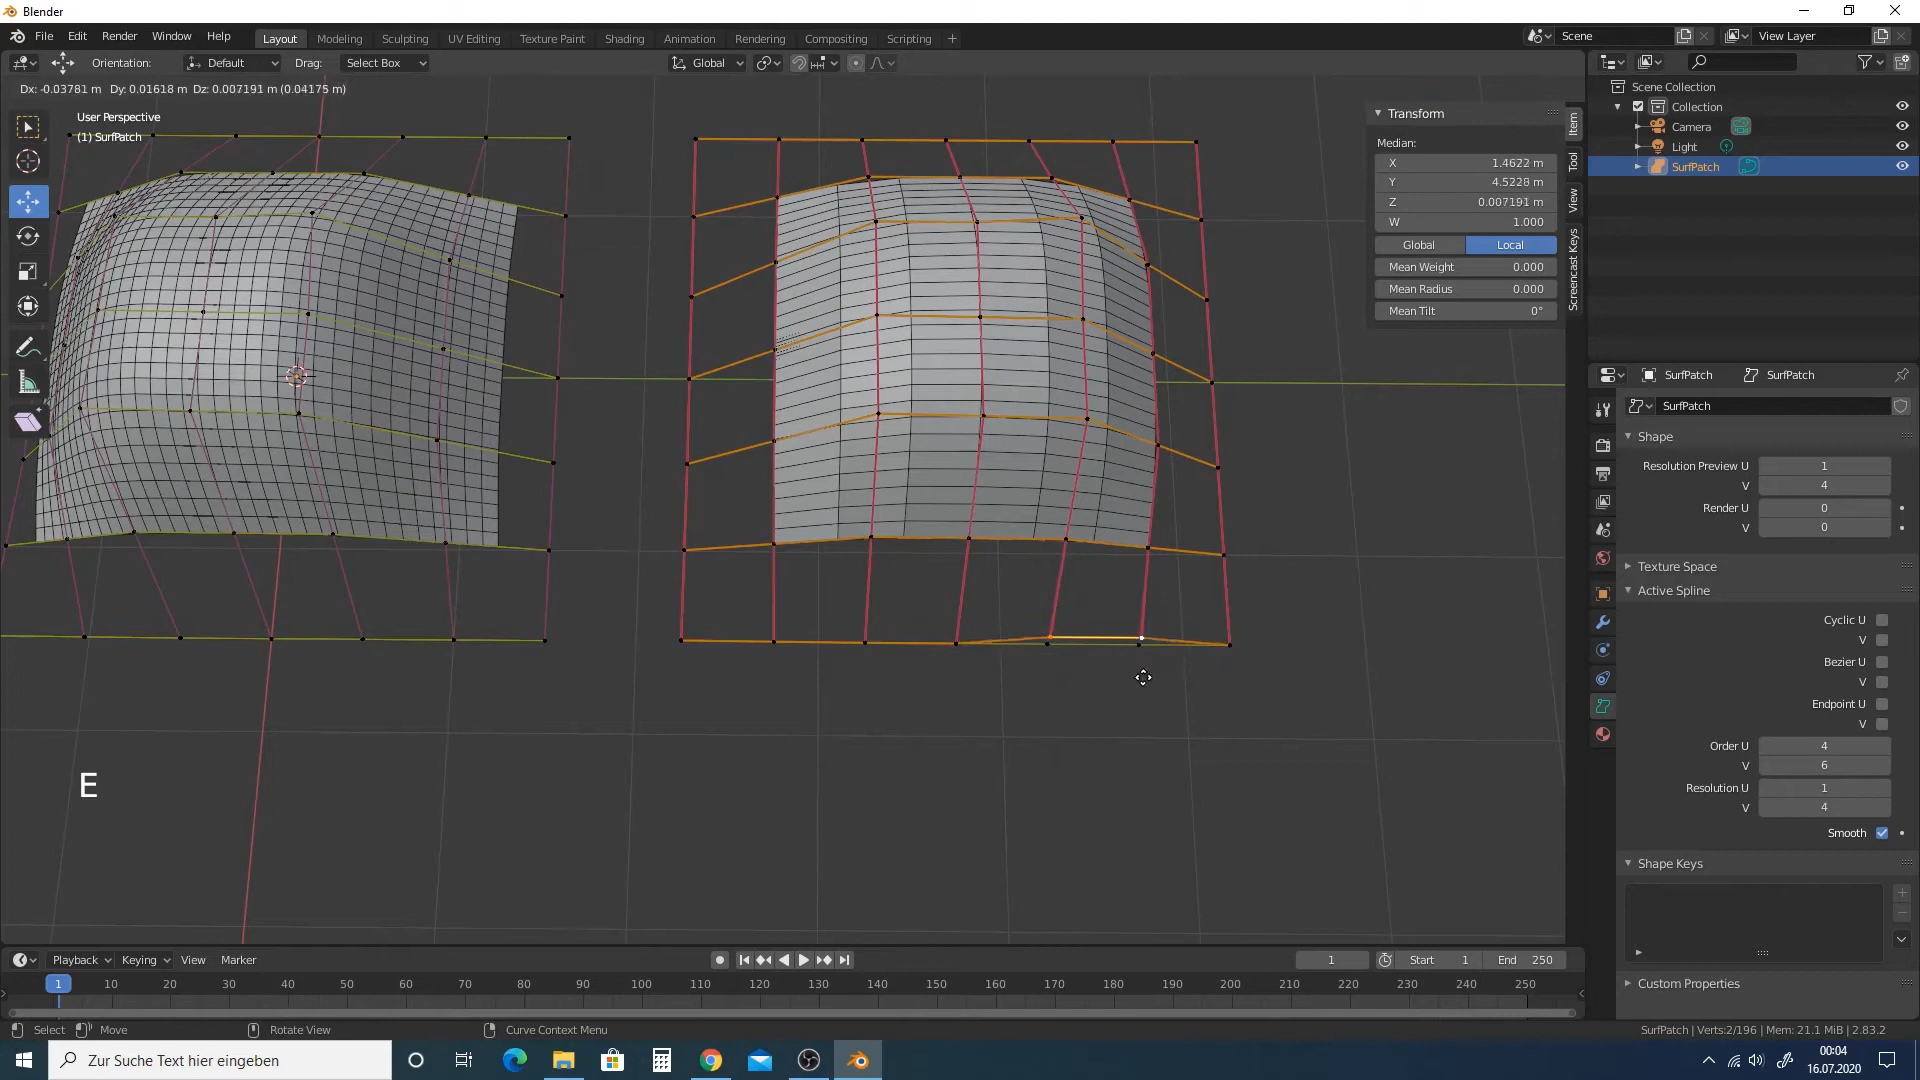 Blender
File Edit Render Window Help
Layout Modeling Sculpting UV Editing Texture Paint Shading Animation Rendering Compositing Scripting
Scene
View Layer
Orientation: Default Drag: Select Box
Global
Dx: -0.03781 m Dy: 0.01618 m Dz: 0.007191 m (0.04175 m)
User Perspective
(1) SurfPatch
Transform
Median:
X 1.4622 m
Y 4.5228 m
Z 0.007191 m
W 1.000
Global Local
Mean Weight 0.000
Mean Radius 0.000
Mean Tilt 0°
Item
Tool
View
Screencast Keys
Scene Collection
Collection
Camera
Light
SurfPatch
SurfPatch SurfPatch
SurfPatch
Shape
Resolution Preview U 1
V 4
Render U 0
V 0
Texture Space
Active Spline
Cyclic U
V
Bezier U
V
Endpoint U
V
Order U 4
V 6
Resolution U 1
V 4
Smooth
Shape Keys
Custom Properties
E
Playback Keying View Marker
1 Start 1 End 250
1 10 20 30 40 50 60 70 80 90 100 110 120 130 140 150 160 170 180 190 200 210 220 230 240 250
Select Move Rotate View Curve Context Menu
SurfPatch | Verts:2/196 | Mem: 21.1 MiB | 2.83.2
Zur Suche Text hier eingeben
00:04
16.07.2020